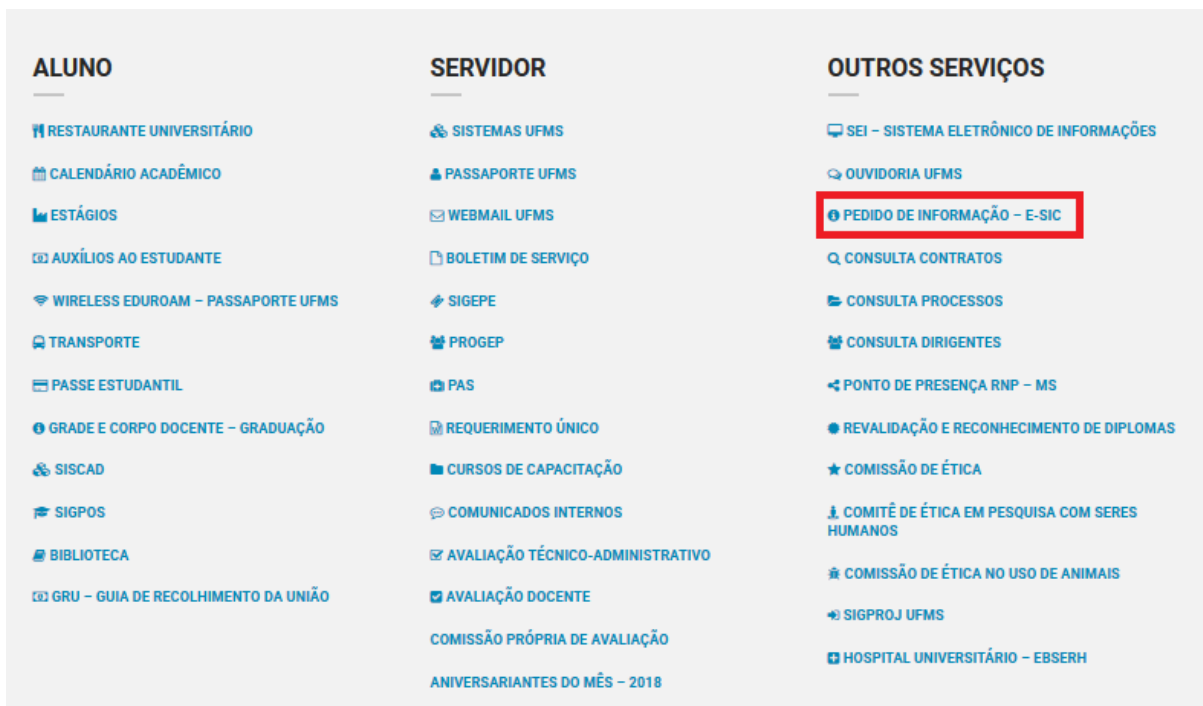 ALUNO
RESTAURANTE UNIVERSITÁRIO
CALENDÁRIO ACADÊMICO
ESTÁGIOS
AUXÍLIOS AO ESTUDANTE
WIRELESS EDUROAM – PASSAPORTE UFMS
TRANSPORTE
PASSE ESTUDANTIL
GRADE E CORPO DOCENTE – GRADUAÇÃO
SISCAD
SIGPOS
BIBLIOTECA
GRU – GUIA DE RECOLHIMENTO DA UNIÃO
SERVIDOR
SISTEMAS UFMS
PASSAPORTE UFMS
WEBMAIL UFMS
BOLETIM DE SERVIÇO
SIGEPE
PROGEP
PAS
REQUERIMENTO ÚNICO
CURSOS DE CAPACITAÇÃO
COMUNICADOS INTERNOS
AVALIAÇÃO TÉCNICO-ADMINISTRATIVO
AVALIAÇÃO DOCENTE
COMISSÃO PRÓPRIA DE AVALIAÇÃO
ANIVERSARIANTES DO MÊS – 2018
OUTROS SERVIÇOS
SEI – SISTEMA ELETRÔNICO DE INFORMAÇÕES
OUVIDORIA UFMS
PEDIDO DE INFORMAÇÃO – E-SIC
CONSULTA CONTRATOS
CONSULTA PROCESSOS
CONSULTA DIRIGENTES
PONTO DE PRESENÇA RNP – MS
REVALIDAÇÃO E RECONHECIMENTO DE DIPLOMAS
COMISSÃO DE ÉTICA
COMITÊ DE ÉTICA EM PESQUISA COM SERES
HUMANOS
COMISSÃO DE ÉTICA NO USO DE ANIMAIS
SIGPROJ UFMS
HOSPITAL UNIVERSITÁRIO – EBSERH